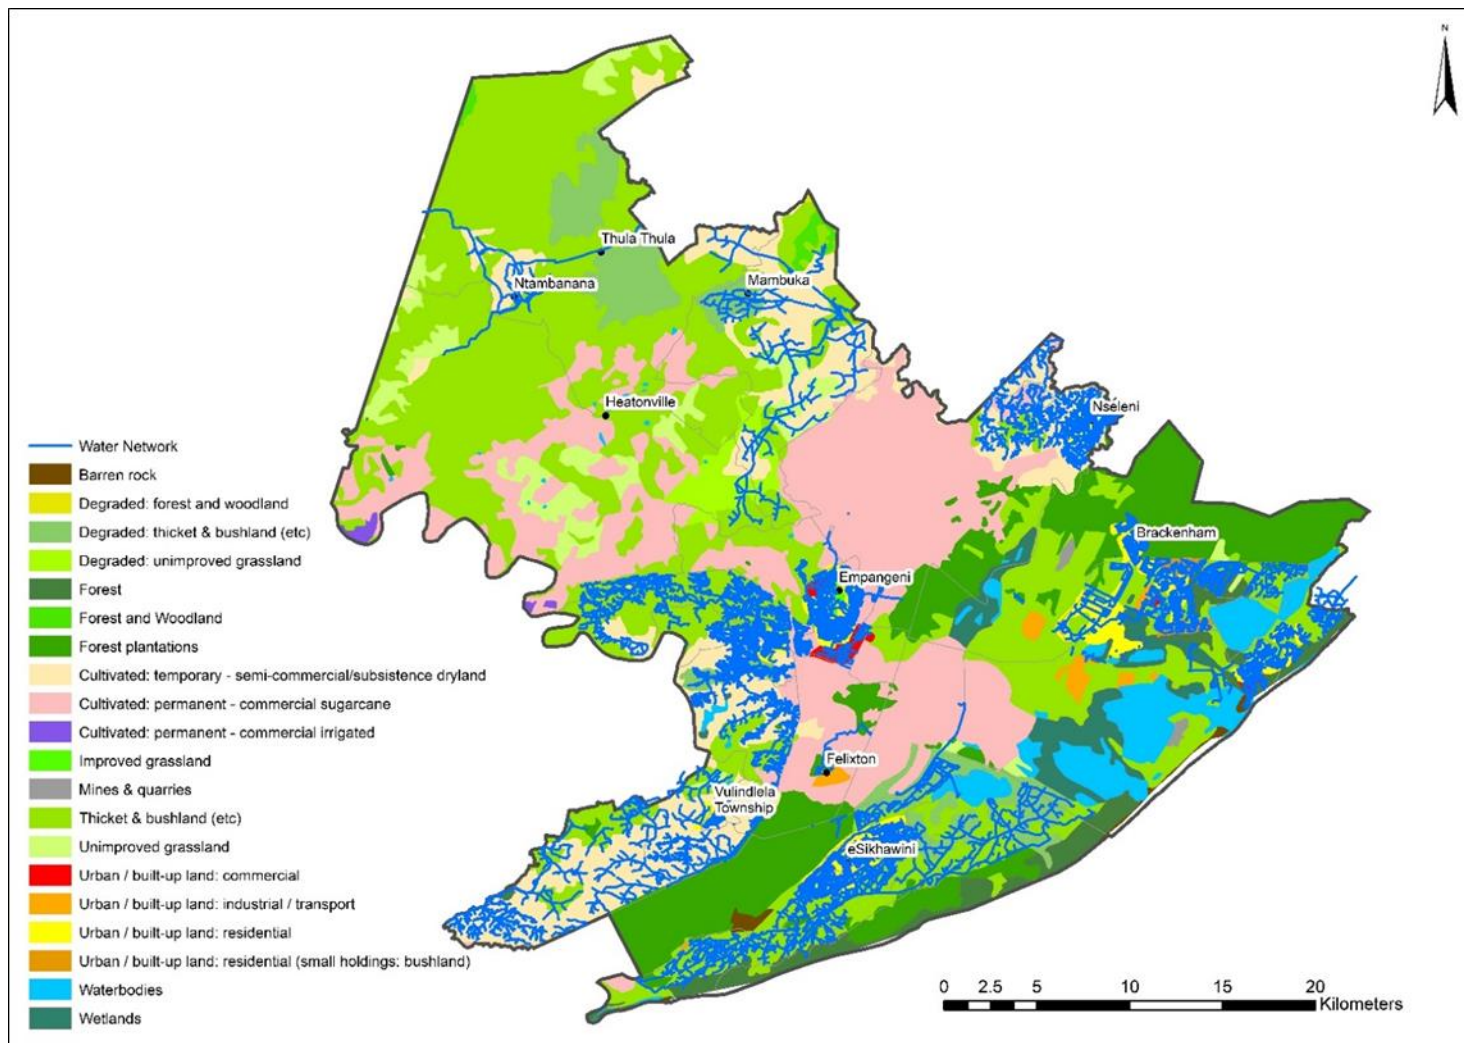 N
Thula Thula
Ntambanana
Mambuka
Heatonville
Nseleni
Brackenham
Empangeni
Felixton
Vulindlela
Township
eSikhawini
Water Network
Barren rock
Degraded: forest and woodland
Degraded: thicket & bushland (etc)
Degraded: unimproved grassland
Forest
Forest and Woodland
Forest plantations
Cultivated: temporary - semi-commercial/subsistence dryland
Cultivated: permanent - commercial sugarcane
Cultivated: permanent - commercial irrigated
Improved grassland
Mines & quarries
Thicket & bushland (etc)
Unimproved grassland
Urban / built-up land: commercial
Urban / built-up land: industrial / transport
Urban / built-up land: residential
Urban / built-up land: residential (small holdings: bushland)
Waterbodies
Wetlands
0 2.5 5 10 15 20
Kilometers